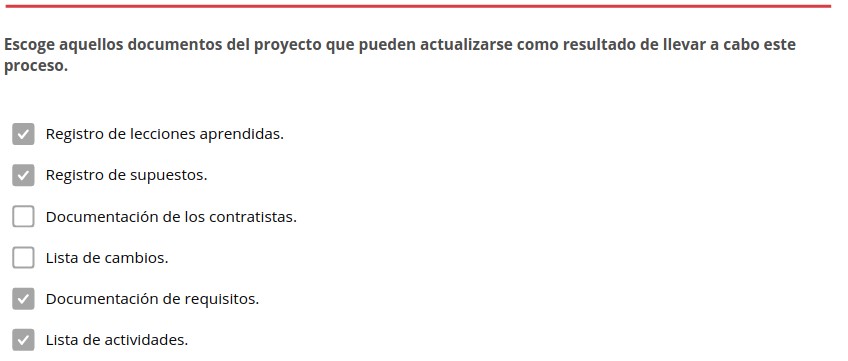 Escoge aquellos documentos del proyecto que pueden actualizarse como resultado de llevar a cabo este
proceso.
Registro de lecciones aprendidas.
Registro de supuestos.
Documentación de los contratistas.
Lista de cambios.
Documentación de requisitos.
Lista de actividades.